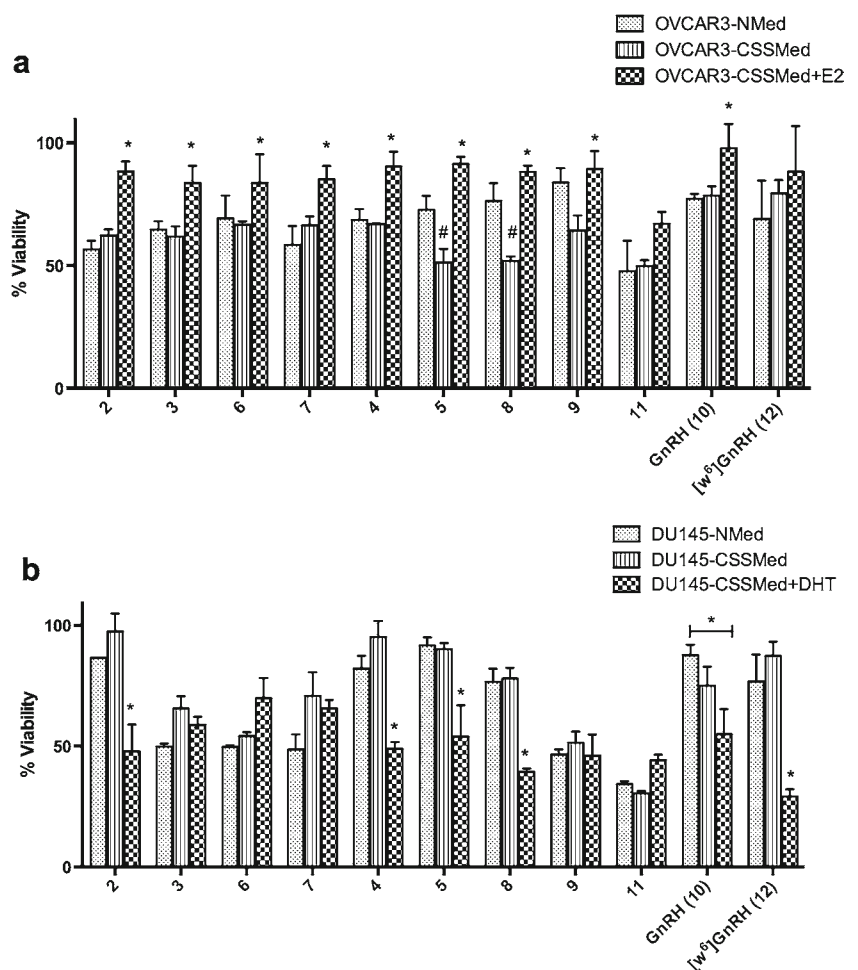 a
OVCAR3-NMed
OVCAR3-CSSMed
OVCAR3-CSSMed+E2
% Viability
100
50
0
* * * * * * * * *
# #
2 3 6 7 4 5 8 9 11 GnRH (10) [w⁶]GnRH (12)
b
DU145-NMed
DU145-CSSMed
DU145-CSSMed+DHT
% Viability
100
50
0
* * * * * *
2 3 6 7 4 5 8 9 11 GnRH (10) [w⁶]GnRH (12)